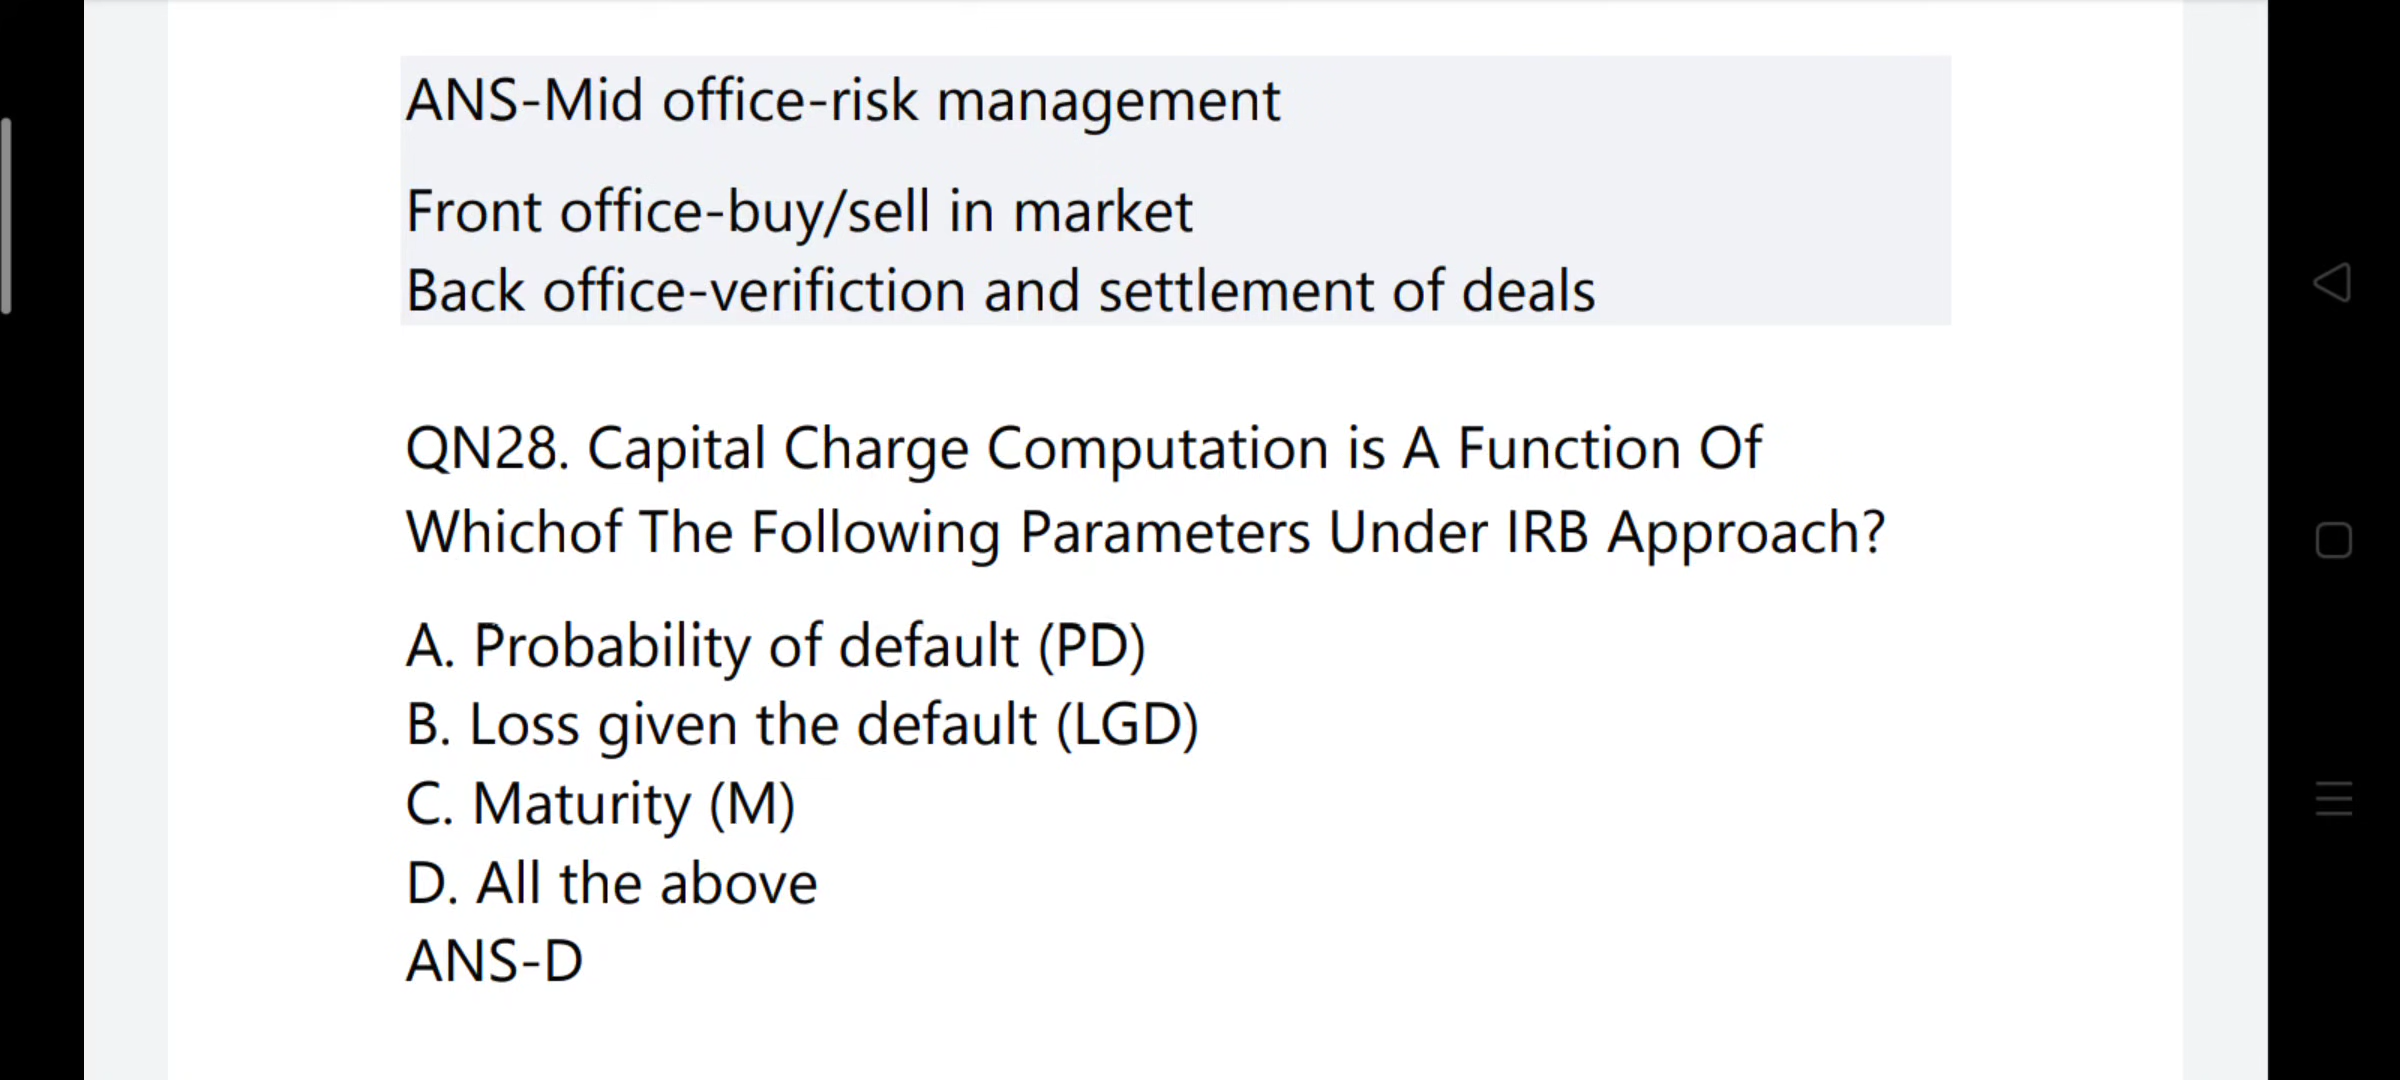 ANS-Mid office-risk management
Front office-buy/sell in market
Back office-verifiction and settlement of deals
QN28. Capital Charge Computation is A Function Of
Whichof The Following Parameters Under IRB Approach?
A. Probability of default (PD)
B. Loss given the default (LGD)
C. Maturity (M)
D. All the above
ANS-D